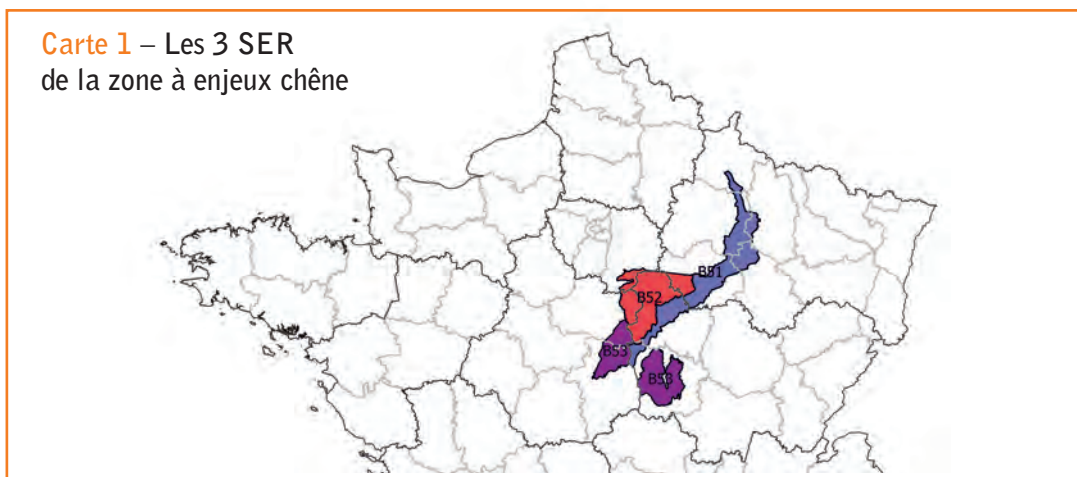 Carte 1 – Les 3 SER
de la zone à enjeux chêne
B51
B52
B53
B53